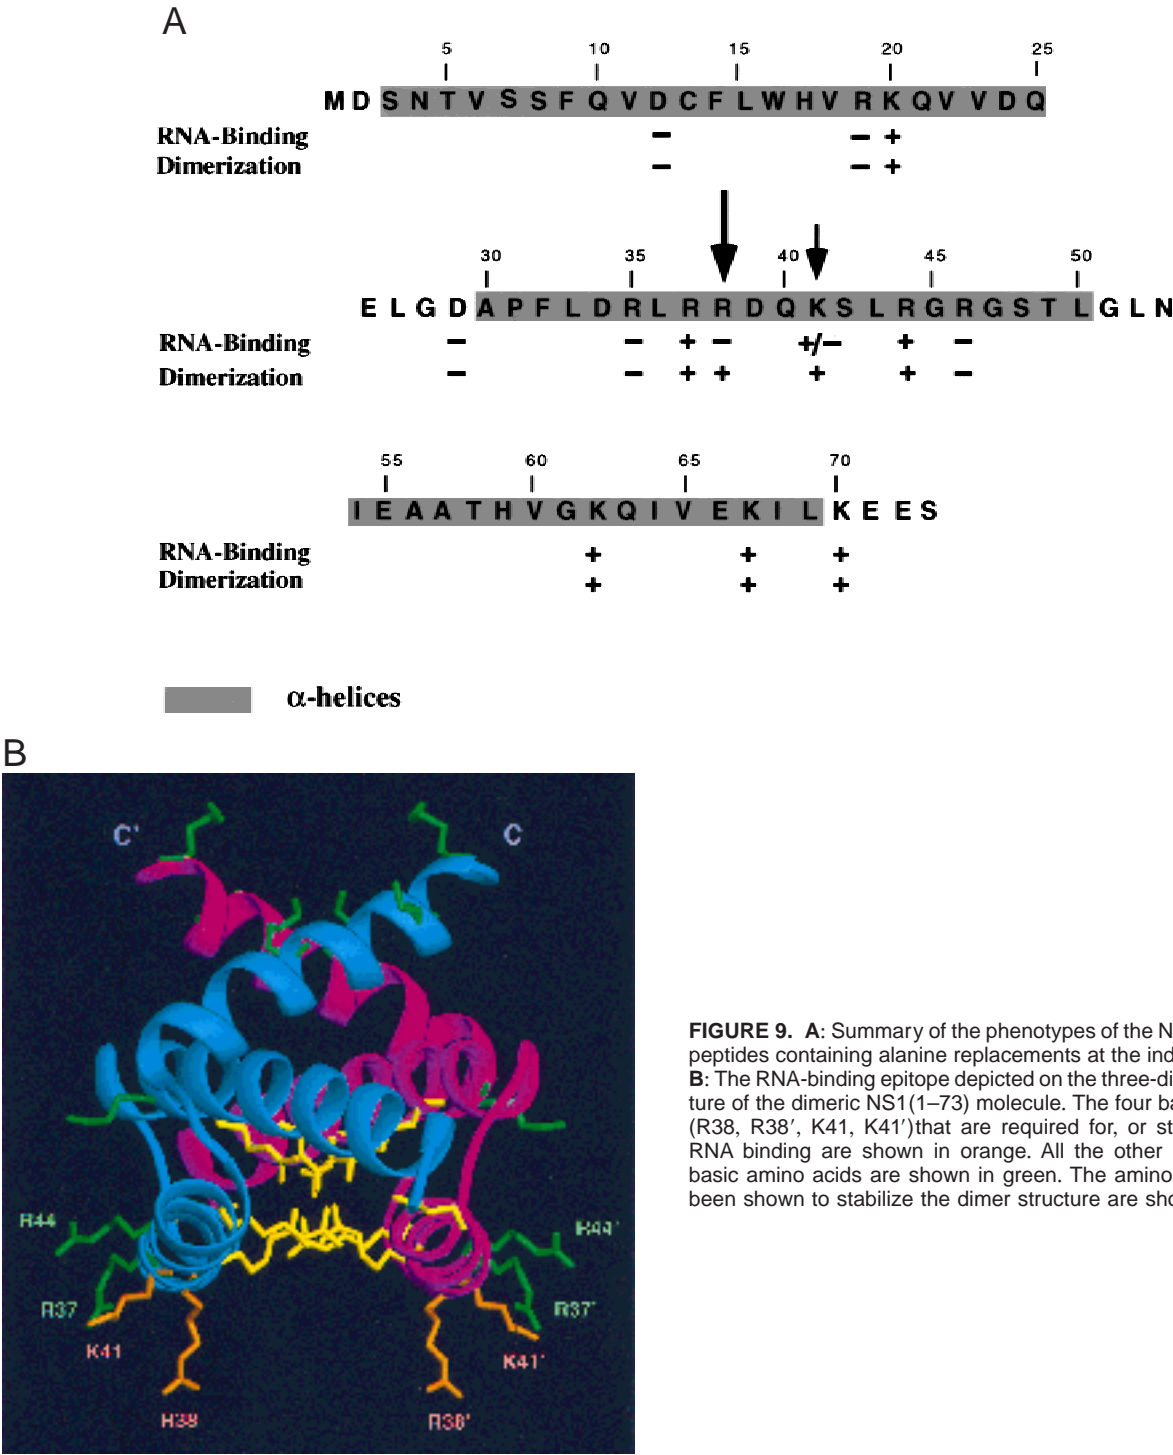 A
5 10 15 20 25
M D S N T V S S F Q V D C F L W H V R K Q V V D Q
RNA-Binding − − +
Dimerization − − +
30 35 40 45 50
E L G D A P F L D R L R R D Q K S L R G R G S T L G L N
RNA-Binding − − + − +/− + −
Dimerization − − + + + + −
55 60 65 70
I E A A T H V G K Q I V E K I L K E E S
RNA-Binding + + +
Dimerization + + +
α-helices
B
C' C
R44 R44'
R37 R37'
K41 K41'
R38 R38'
FIGURE 9. A: Summary of the phenotypes of the N
peptides containing alanine replacements at the ind
B: The RNA-binding epitope depicted on the three-di
ture of the dimeric NS1(1–73) molecule. The four ba
(R38, R38′, K41, K41′)that are required for, or st
RNA binding are shown in orange. All the other
basic amino acids are shown in green. The amino
been shown to stabilize the dimer structure are sho